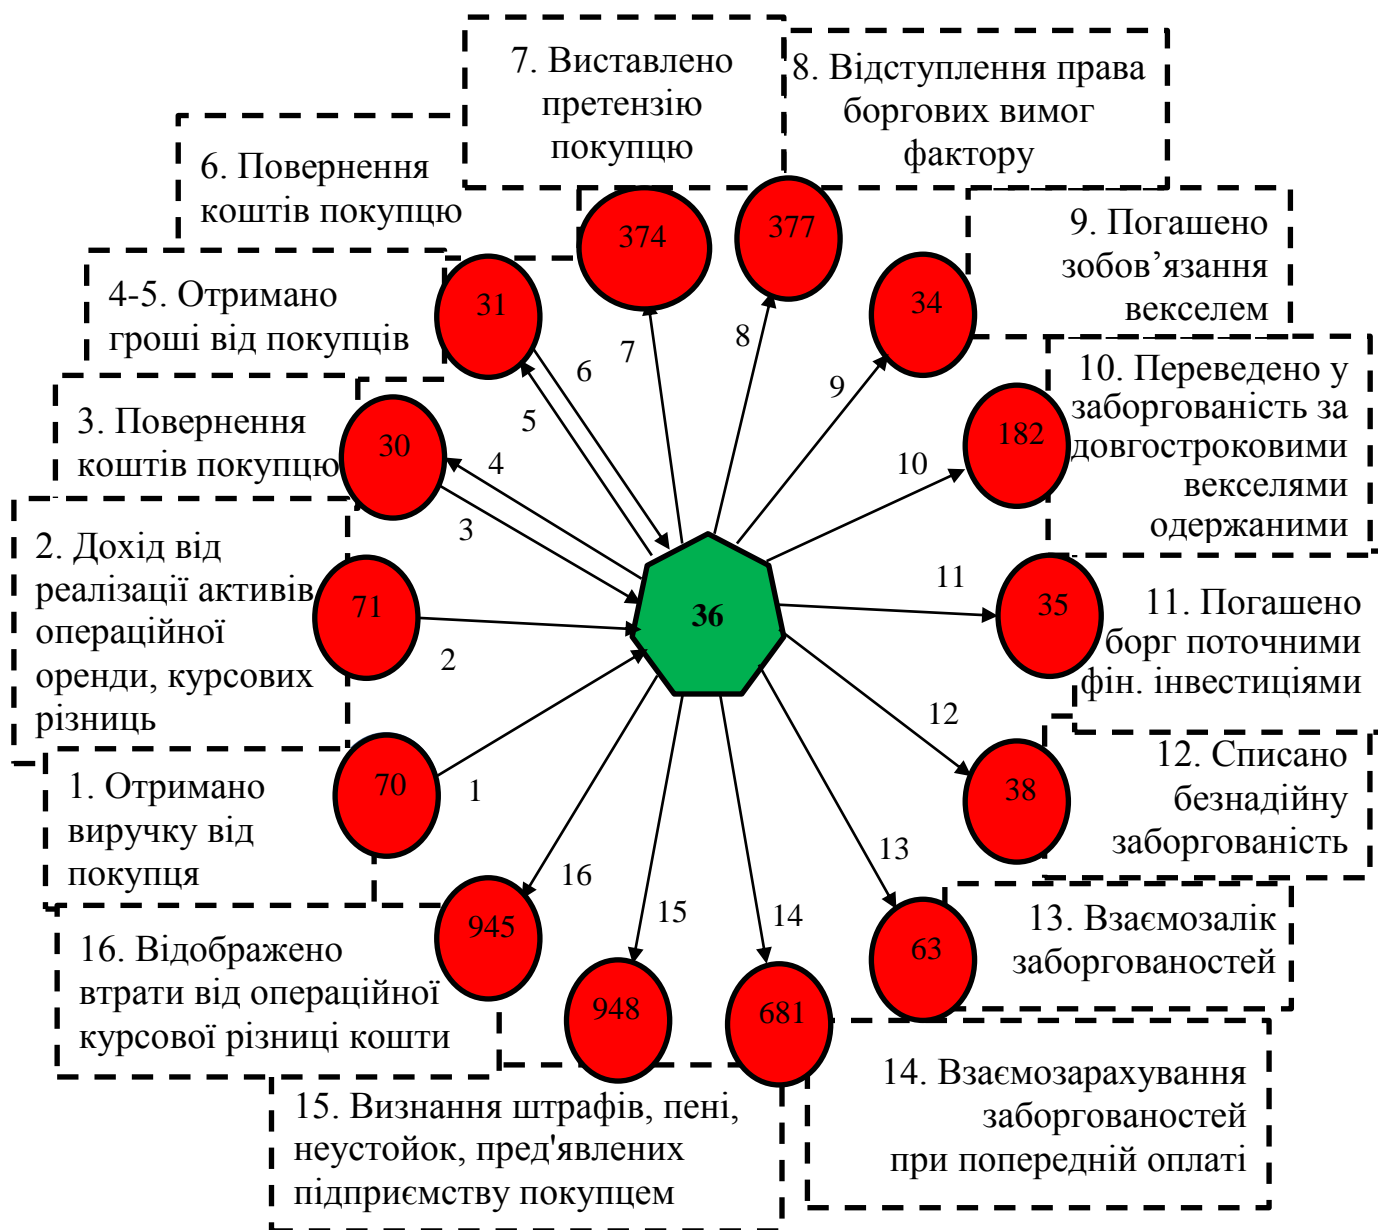 7. Виставлено
претензію
покупцю
8. Відступлення права
боргових вимог
фактору
6. Повернення
коштів покупцю
9. Погашено
зобов’язання
векселем
4-5. Отримано
гроші від покупців
10. Переведено у
заборгованість за
довгостроковими
векселями
одержаними
3. Повернення
коштів покупцю
2. Дохід від
реалізації активів
операційної
оренди, курсових
різниць
11. Погашено
борг поточними
фін. інвестиціями
1. Отримано
виручку від
покупця
12. Списано
безнадійну
заборгованість
16. Відображено
втрати від операційної
курсової різниці кошти
13. Взаємозалік
заборгованостей
15. Визнання штрафів, пені,
неустойок, пред'явлених
підприємству покупцем
14. Взаємозарахування
заборгованостей
при попередній оплаті
374
377
31
34
30
182
71
36
35
70
38
945
63
948
681
6
7
8
5
9
4
10
3
11
2
12
1
13
16
15
14